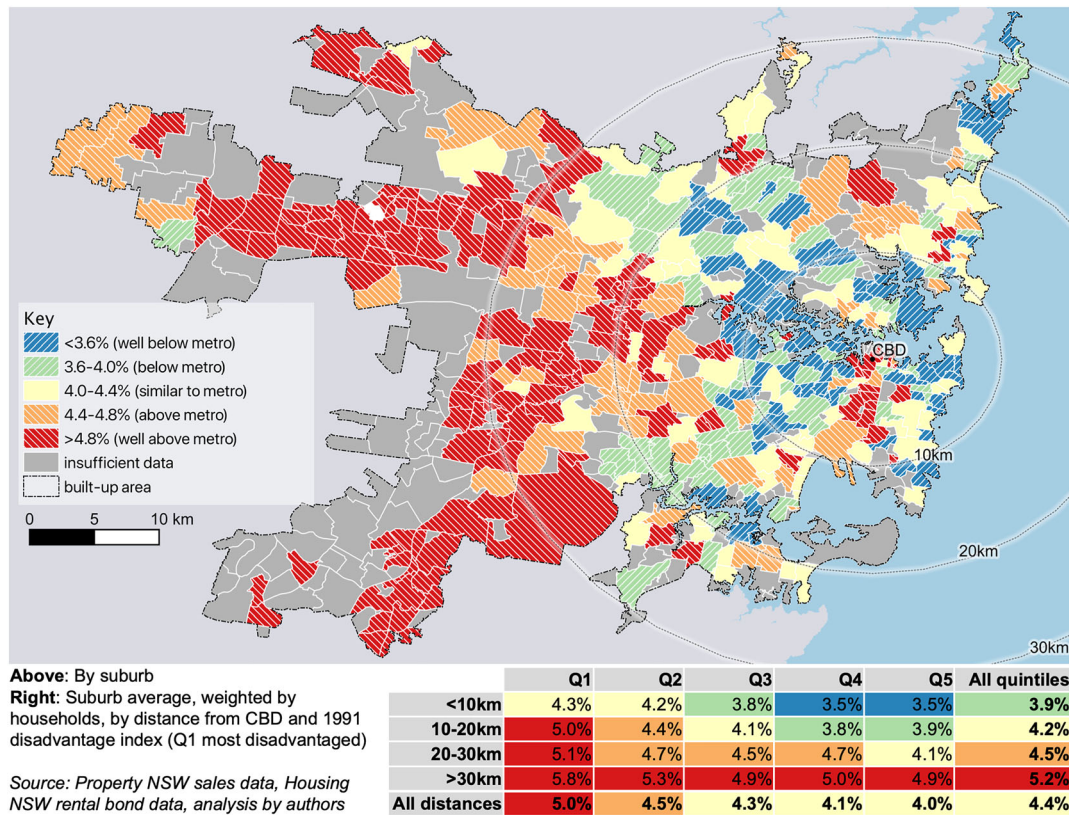 CBD
10km
20km
30km
Key
<3.6% (well below metro)
3.6–4.0% (below metro)
4.0–4.4% (similar to metro)
4.4–4.8% (above metro)
>4.8% (well above metro)
insufficient data
built-up area
0 5 10 km
Above: By suburb
Right: Suburb average, weighted by
households, by distance from CBD and 1991
disadvantage index (Q1 most disadvantaged)
Source: Property NSW sales data, Housing
NSW rental bond data, analysis by authors
Q1 Q2 Q3 Q4 Q5 All quintiles
<10km 4.3% 4.2% 3.8% 3.5% 3.5% 3.9%
10-20km 5.0% 4.4% 4.1% 3.8% 3.9% 4.2%
20-30km 5.1% 4.7% 4.5% 4.7% 4.1% 4.5%
>30km 5.8% 5.3% 4.9% 5.0% 4.9% 5.2%
All distances 5.0% 4.5% 4.3% 4.1% 4.0% 4.4%